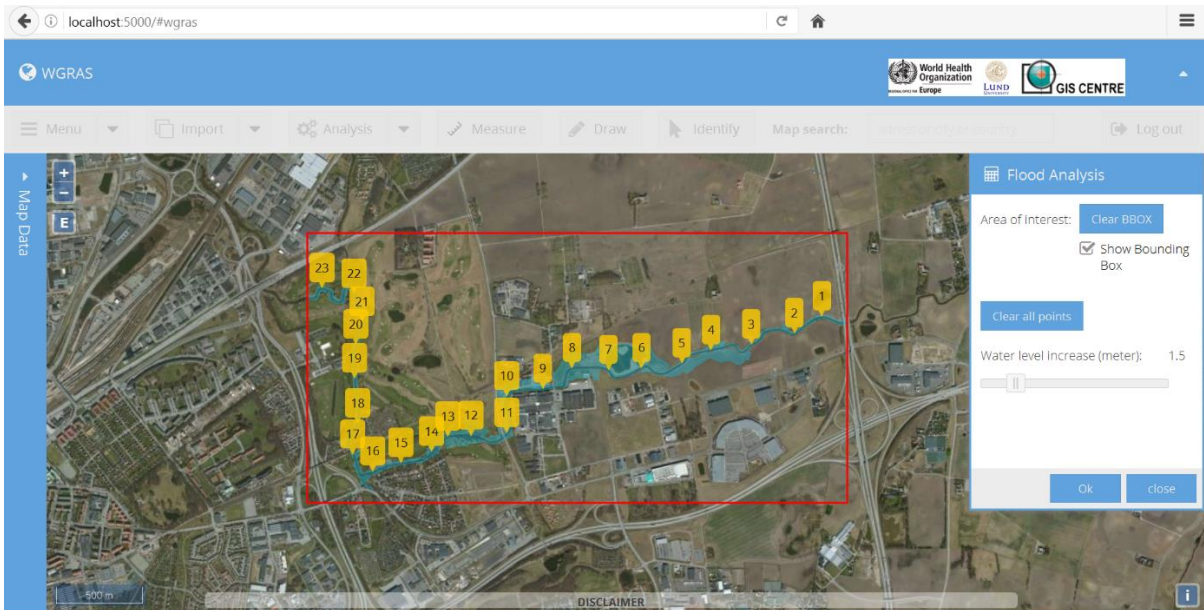 localhost:5000/#wgras
WGRAS
World Health
Organization
Europe
LUND
UNIVERSITY
GIS CENTRE
Menu
Import
Analysis
Measure
Draw
Identify
Map search:
Log out
Map Data
+
−
E
Flood Analysis
Area of interest:
Clear BBOX
Show Bounding
Box
Clear all points
Water level increase (meter): 1.5
Ok
close
23
22
21
20
19
18
17
16
15
14
13
12
11
10
9
8
7
6
5
4
3
2
1
500 m
DISCLAIMER
i